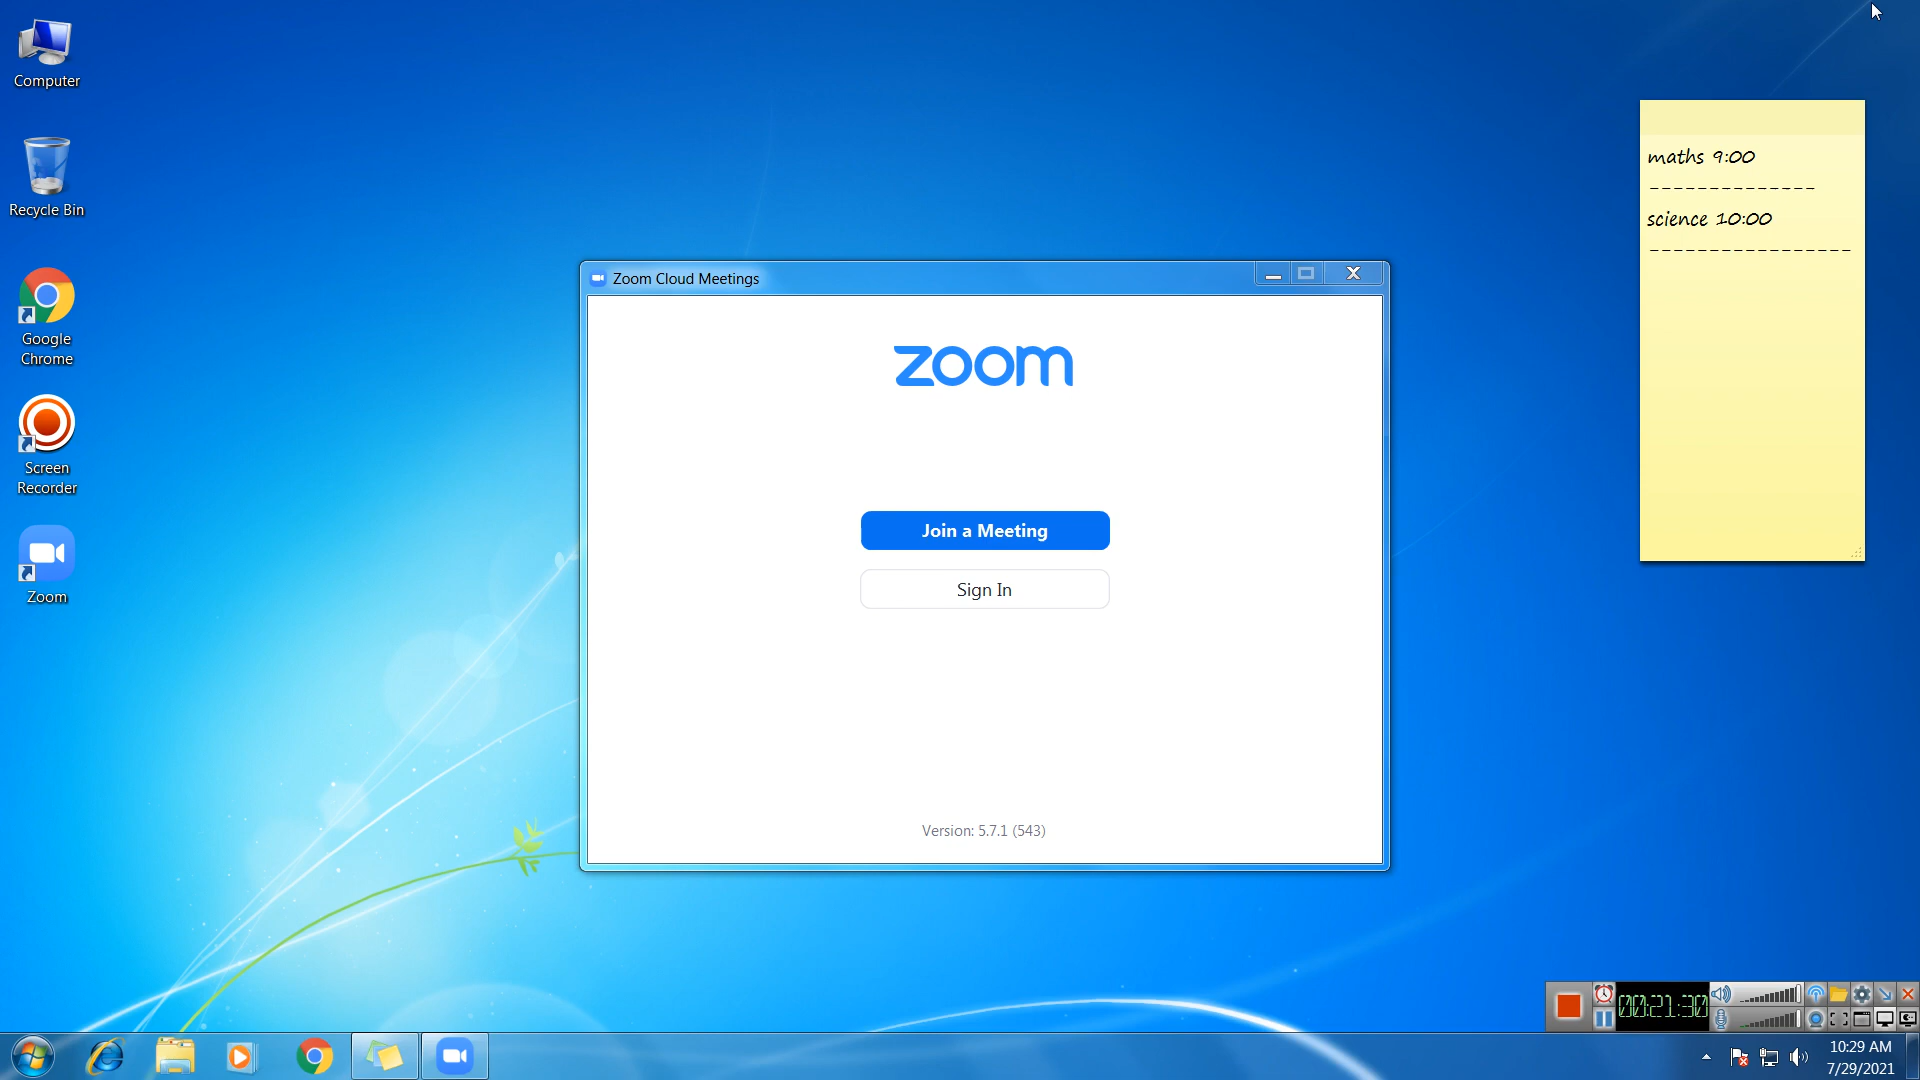 Computer
Recycle Bin
Google
Chrome
Screen
Recorder
Zoom
Zoom Cloud Meetings
zoom
Join a Meeting
Sign In
Version: 5.7.1 (543)
maths 9:00
--------------
science 10:00
-----------------
00:21:30
10:29 AM
7/29/2021